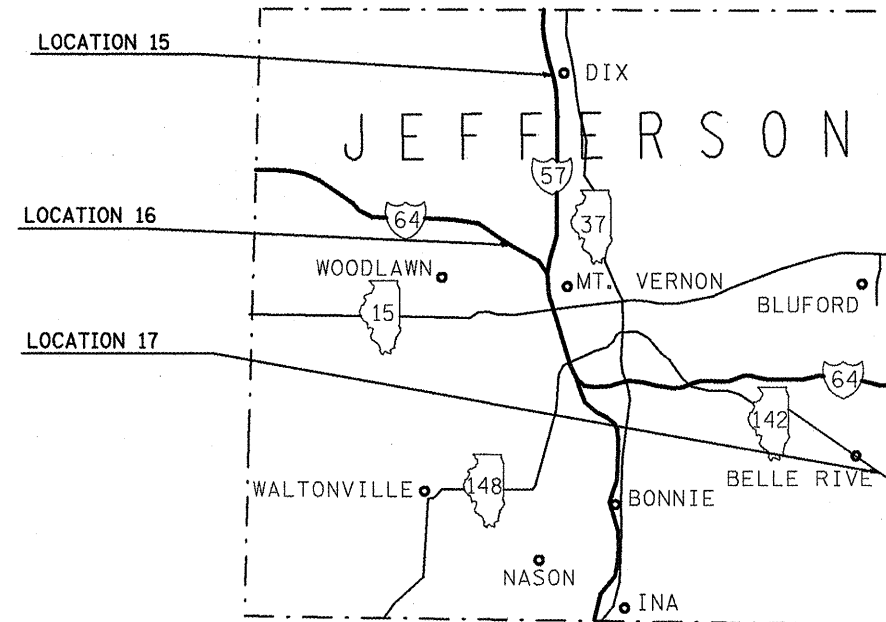 LOCATION 15
DIX
JEFFERSON
57
LOCATION 16
64
37
WOODLAWN
MT. VERNON
BLUFORD
15
LOCATION 17
64
142
BELLE RIVE
WALTONVILLE
148
BONNIE
NASON
INA